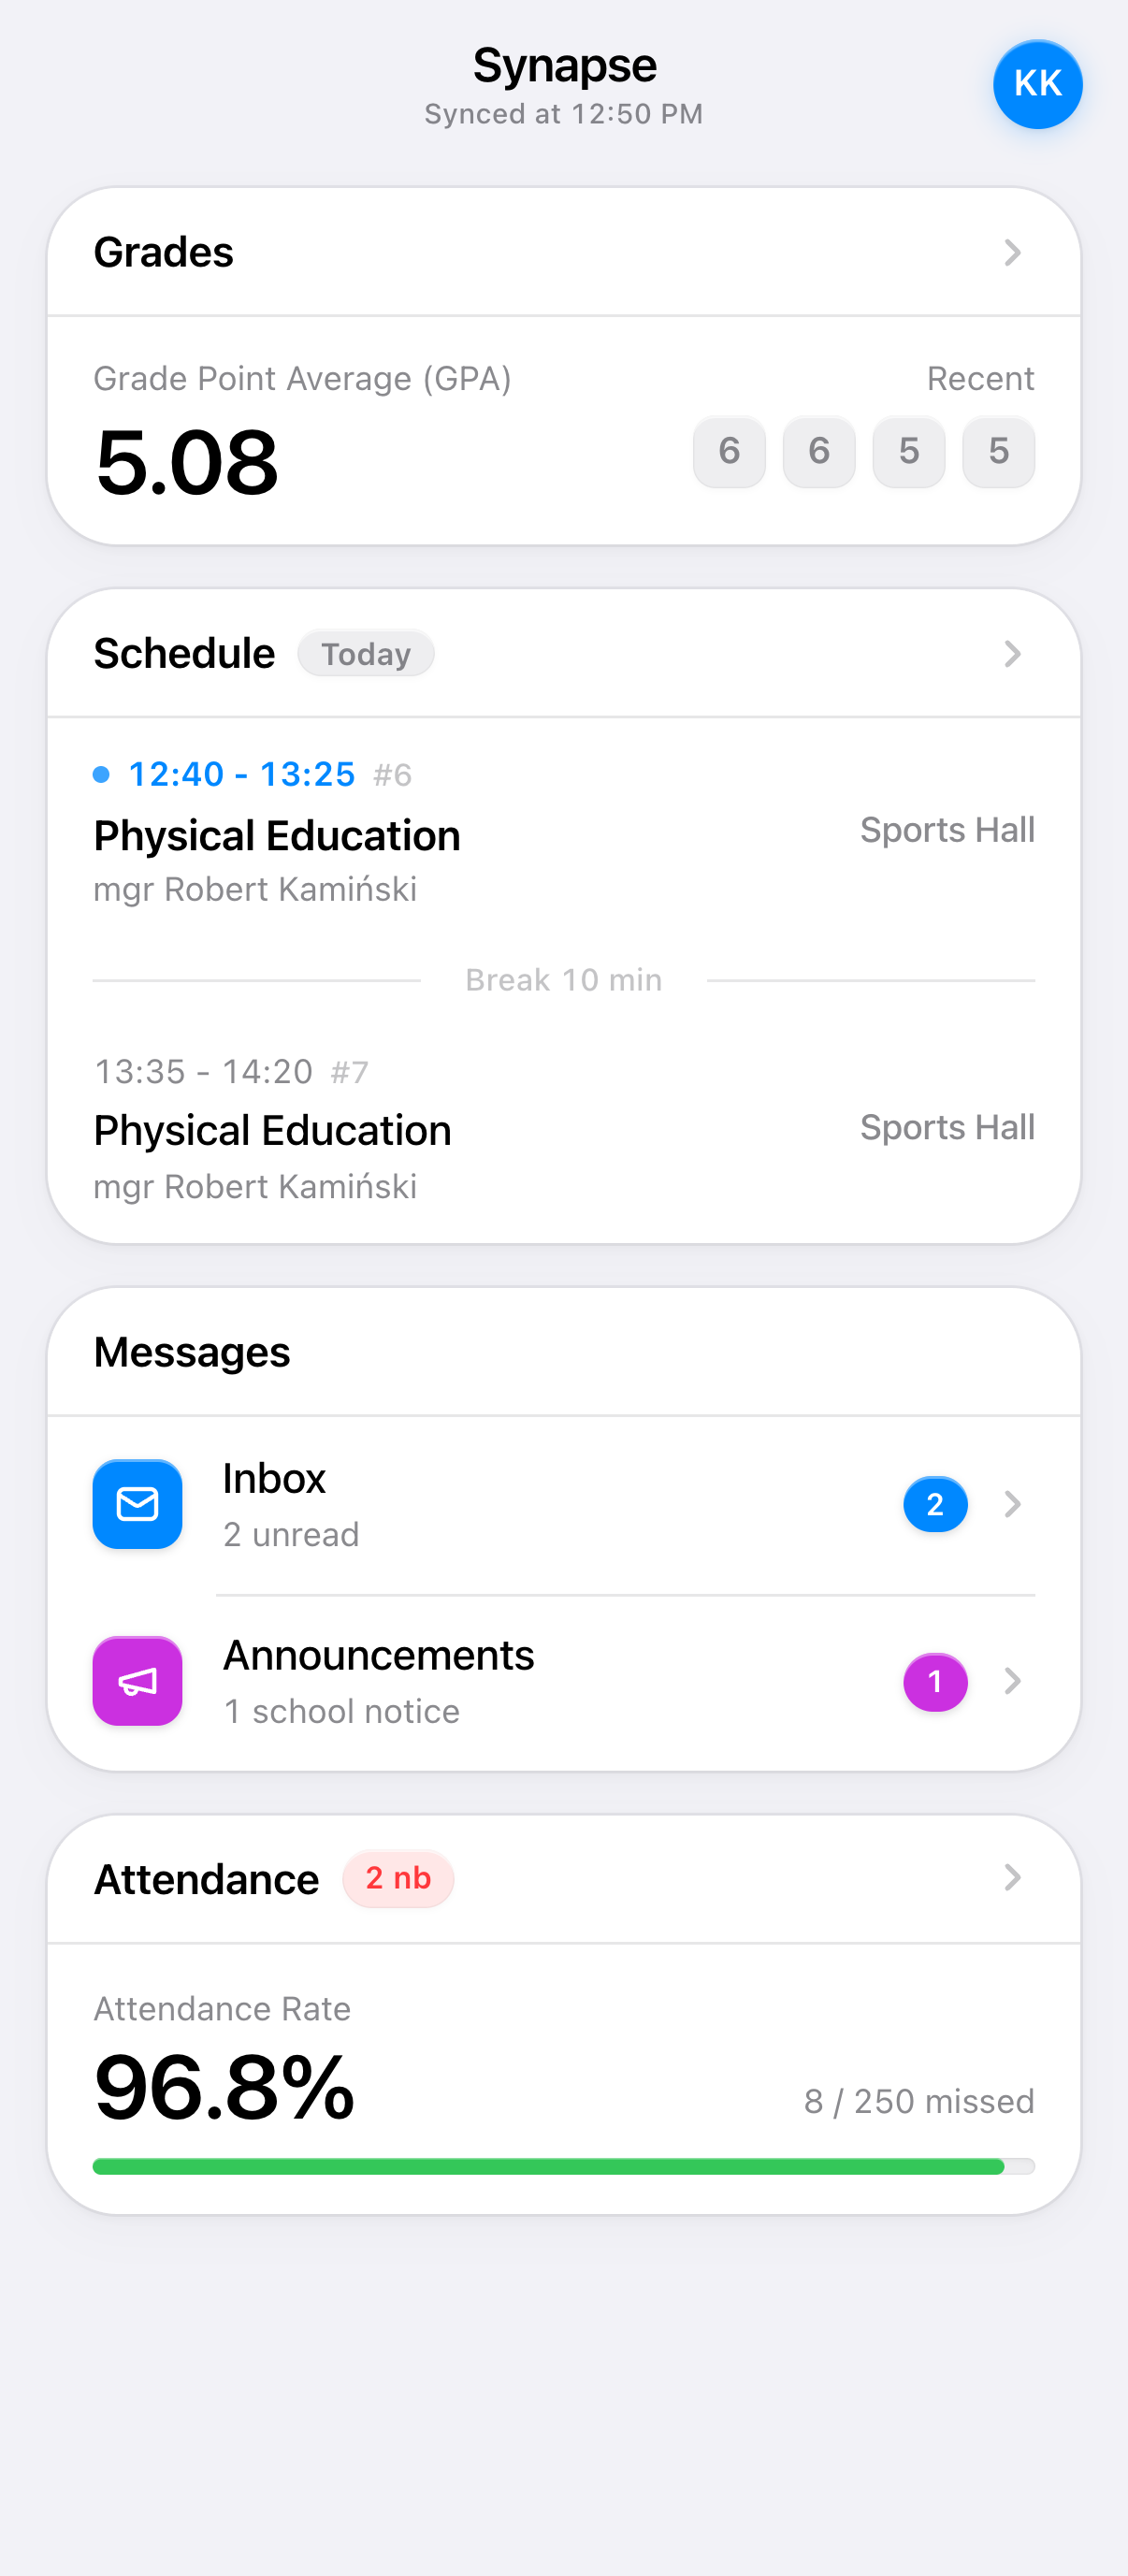 Synapse
Synced at 12:50 PM
KK
Grades
Grade Point Average (GPA)
Recent
5.08
6 6 5 5
Schedule Today
12:40 - 13:25 #6
Physical Education
Sports Hall
mgr Robert Kamiński
Break 10 min
13:35 - 14:20 #7
Physical Education
Sports Hall
mgr Robert Kamiński
Messages
Inbox
2 unread
2
Announcements
1 school notice
1
Attendance 2 nb
Attendance Rate
96.8%
8 / 250 missed